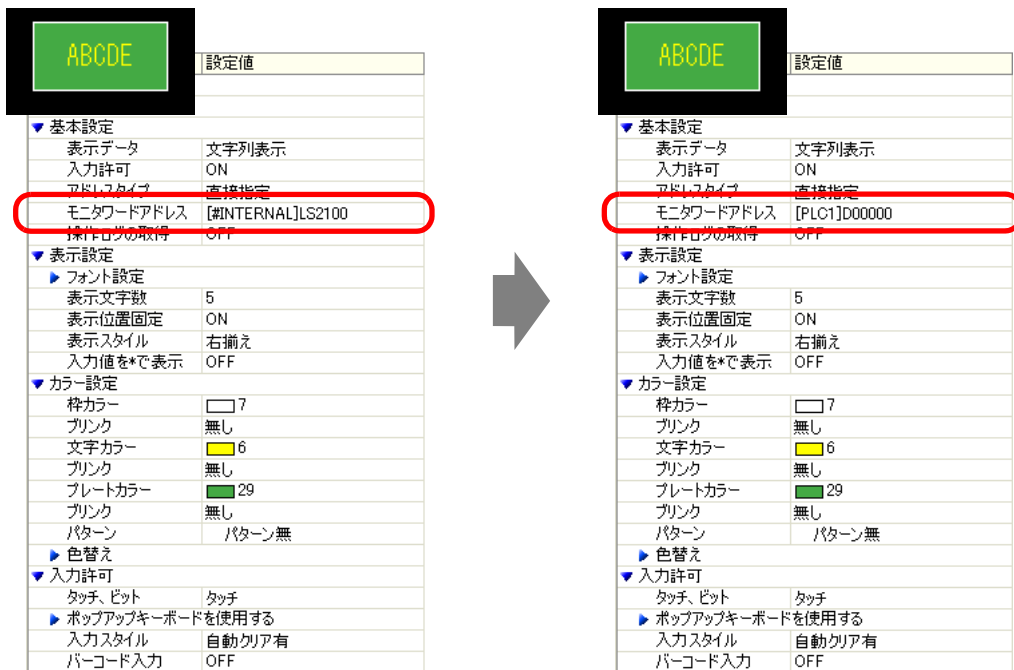 ABCDE
設定値
▼ 基本設定
表示データ 文字列表示
入力許可 ON
アドレスタイプ 直接指定
モニタワードアドレス [#INTERNAL]LS2100
操作ログの取得 OFF
▼ 表示設定
▶ フォント設定
表示文字数 5
表示位置固定 ON
表示スタイル 右揃え
入力値を*で表示 OFF
▼ カラー設定
枠カラー 7
ブリンク 無し
文字カラー 6
ブリンク 無し
プレートカラー 29
ブリンク 無し
パターン パターン無
▶ 色替え
▼ 入力許可
タッチ、ビット タッチ
▶ ポップアップキーボードを使用する
入力スタイル 自動クリア有
バーコード入力 OFF
ABCDE
設定値
▼ 基本設定
表示データ 文字列表示
入力許可 ON
アドレスタイプ 直接指定
モニタワードアドレス [PLC1]D00000
操作ログの取得 OFF
▼ 表示設定
▶ フォント設定
表示文字数 5
表示位置固定 ON
表示スタイル 右揃え
入力値を*で表示 OFF
▼ カラー設定
枠カラー 7
ブリンク 無し
文字カラー 6
ブリンク 無し
プレートカラー 29
ブリンク 無し
パターン パターン無
▶ 色替え
▼ 入力許可
タッチ、ビット タッチ
▶ ポップアップキーボードを使用する
入力スタイル 自動クリア有
バーコード入力 OFF